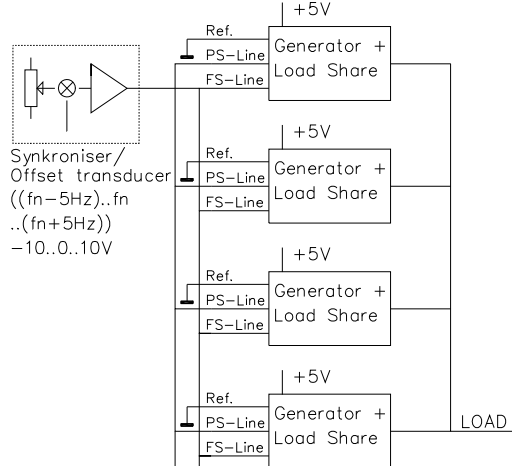 +5V
Ref.
PS-Line
FS-Line
Generator +
Load Share
Synkroniser/
Offset transducer
((fn-5Hz)..fn
..(fn+5Hz))
-10..0..10V
+5V
Ref.
PS-Line
FS-Line
Generator +
Load Share
+5V
Ref.
PS-Line
FS-Line
Generator +
Load Share
+5V
Ref.
PS-Line
FS-Line
Generator +
Load Share
LOAD